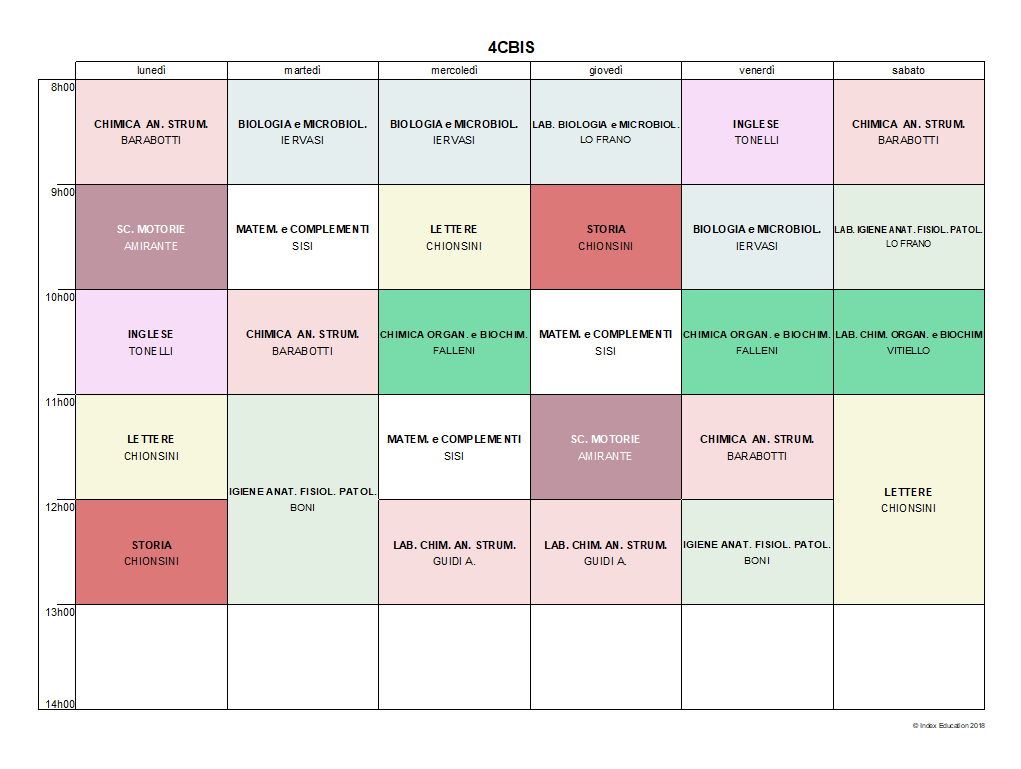 4CBIS
lunedì martedì mercoledì giovedì venerdì sabato
8h00
CHIMICA AN. STRUM. BIOLOGIA e MICROBIOL. BIOLOGIA e MICROBIOL. LAB. BIOLOGIA e MICROBIOL. INGLESE CHIMICA AN. STRUM.
BARABOTTI IERVASI IERVASI LO FRANO TONELLI BARABOTTI
9h00
SC. MOTORIE MATEM. e COMPLEMENTI LETTERE STORIA BIOLOGIA e MICROBIOL. LAB. IGIENE ANAT. FISIOL. PATOL.
AMIRANTE SISI CHIONSINI CHIONSINI IERVASI LO FRANO
10h00
INGLESE CHIMICA AN. STRUM. CHIMICA ORGAN. e BIOCHIM. MATEM. e COMPLEMENTI CHIMICA ORGAN. e BIOCHIM. LAB. CHIM. ORGAN. e BIOCHIM
TONELLI BARABOTTI FALLENI SISI FALLENI VITIELLO
11h00
LETTERE MATEM. e COMPLEMENTI SC. MOTORIE CHIMICA AN. STRUM.
CHIONSINI SISI AMIRANTE BARABOTTI
IGIENE ANAT. FISIOL. PATOL. LETTERE
BONI CHIONSINI
12h00
STORIA LAB. CHIM. AN. STRUM. LAB. CHIM. AN. STRUM. IGIENE ANAT. FISIOL. PATOL.
CHIONSINI GUIDI A. GUIDI A. BONI
13h00
14h00
© Index Education 2018